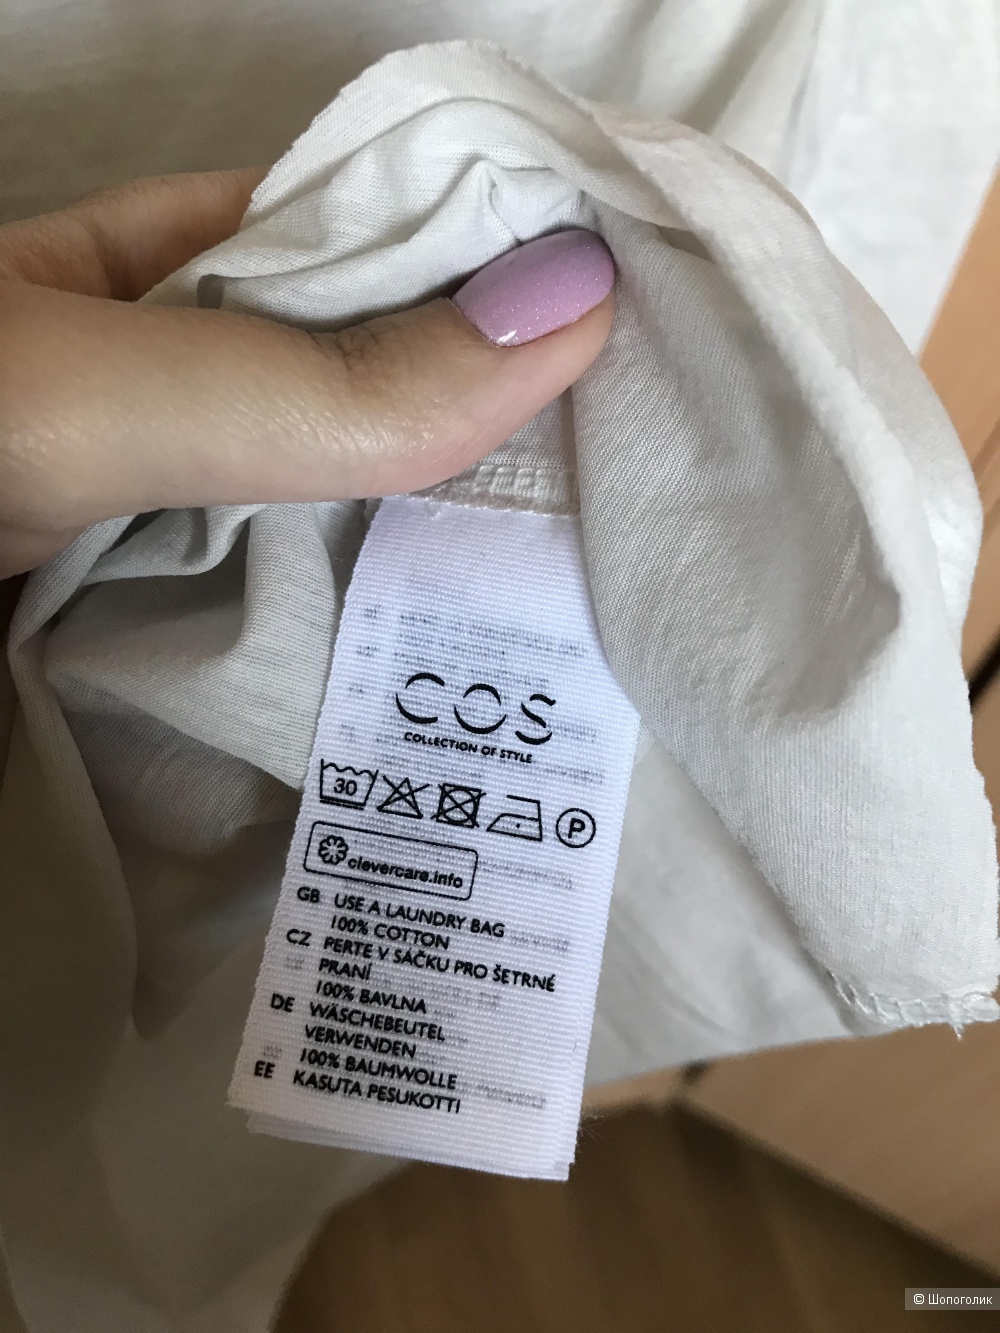 COS
COLLECTION OF STYLE
30
P
clevercare.info
GB USE A LAUNDRY BAG
100% COTTON
CZ PERTE V SÁČKU PRO ŠETRNÉ
PRANÍ
100% BAVLNA
DE WÄSCHEBEUTEL
VERWENDEN
100% BAUMWOLLE
EE KASUTA PESUKOTTI
© Шопоголик